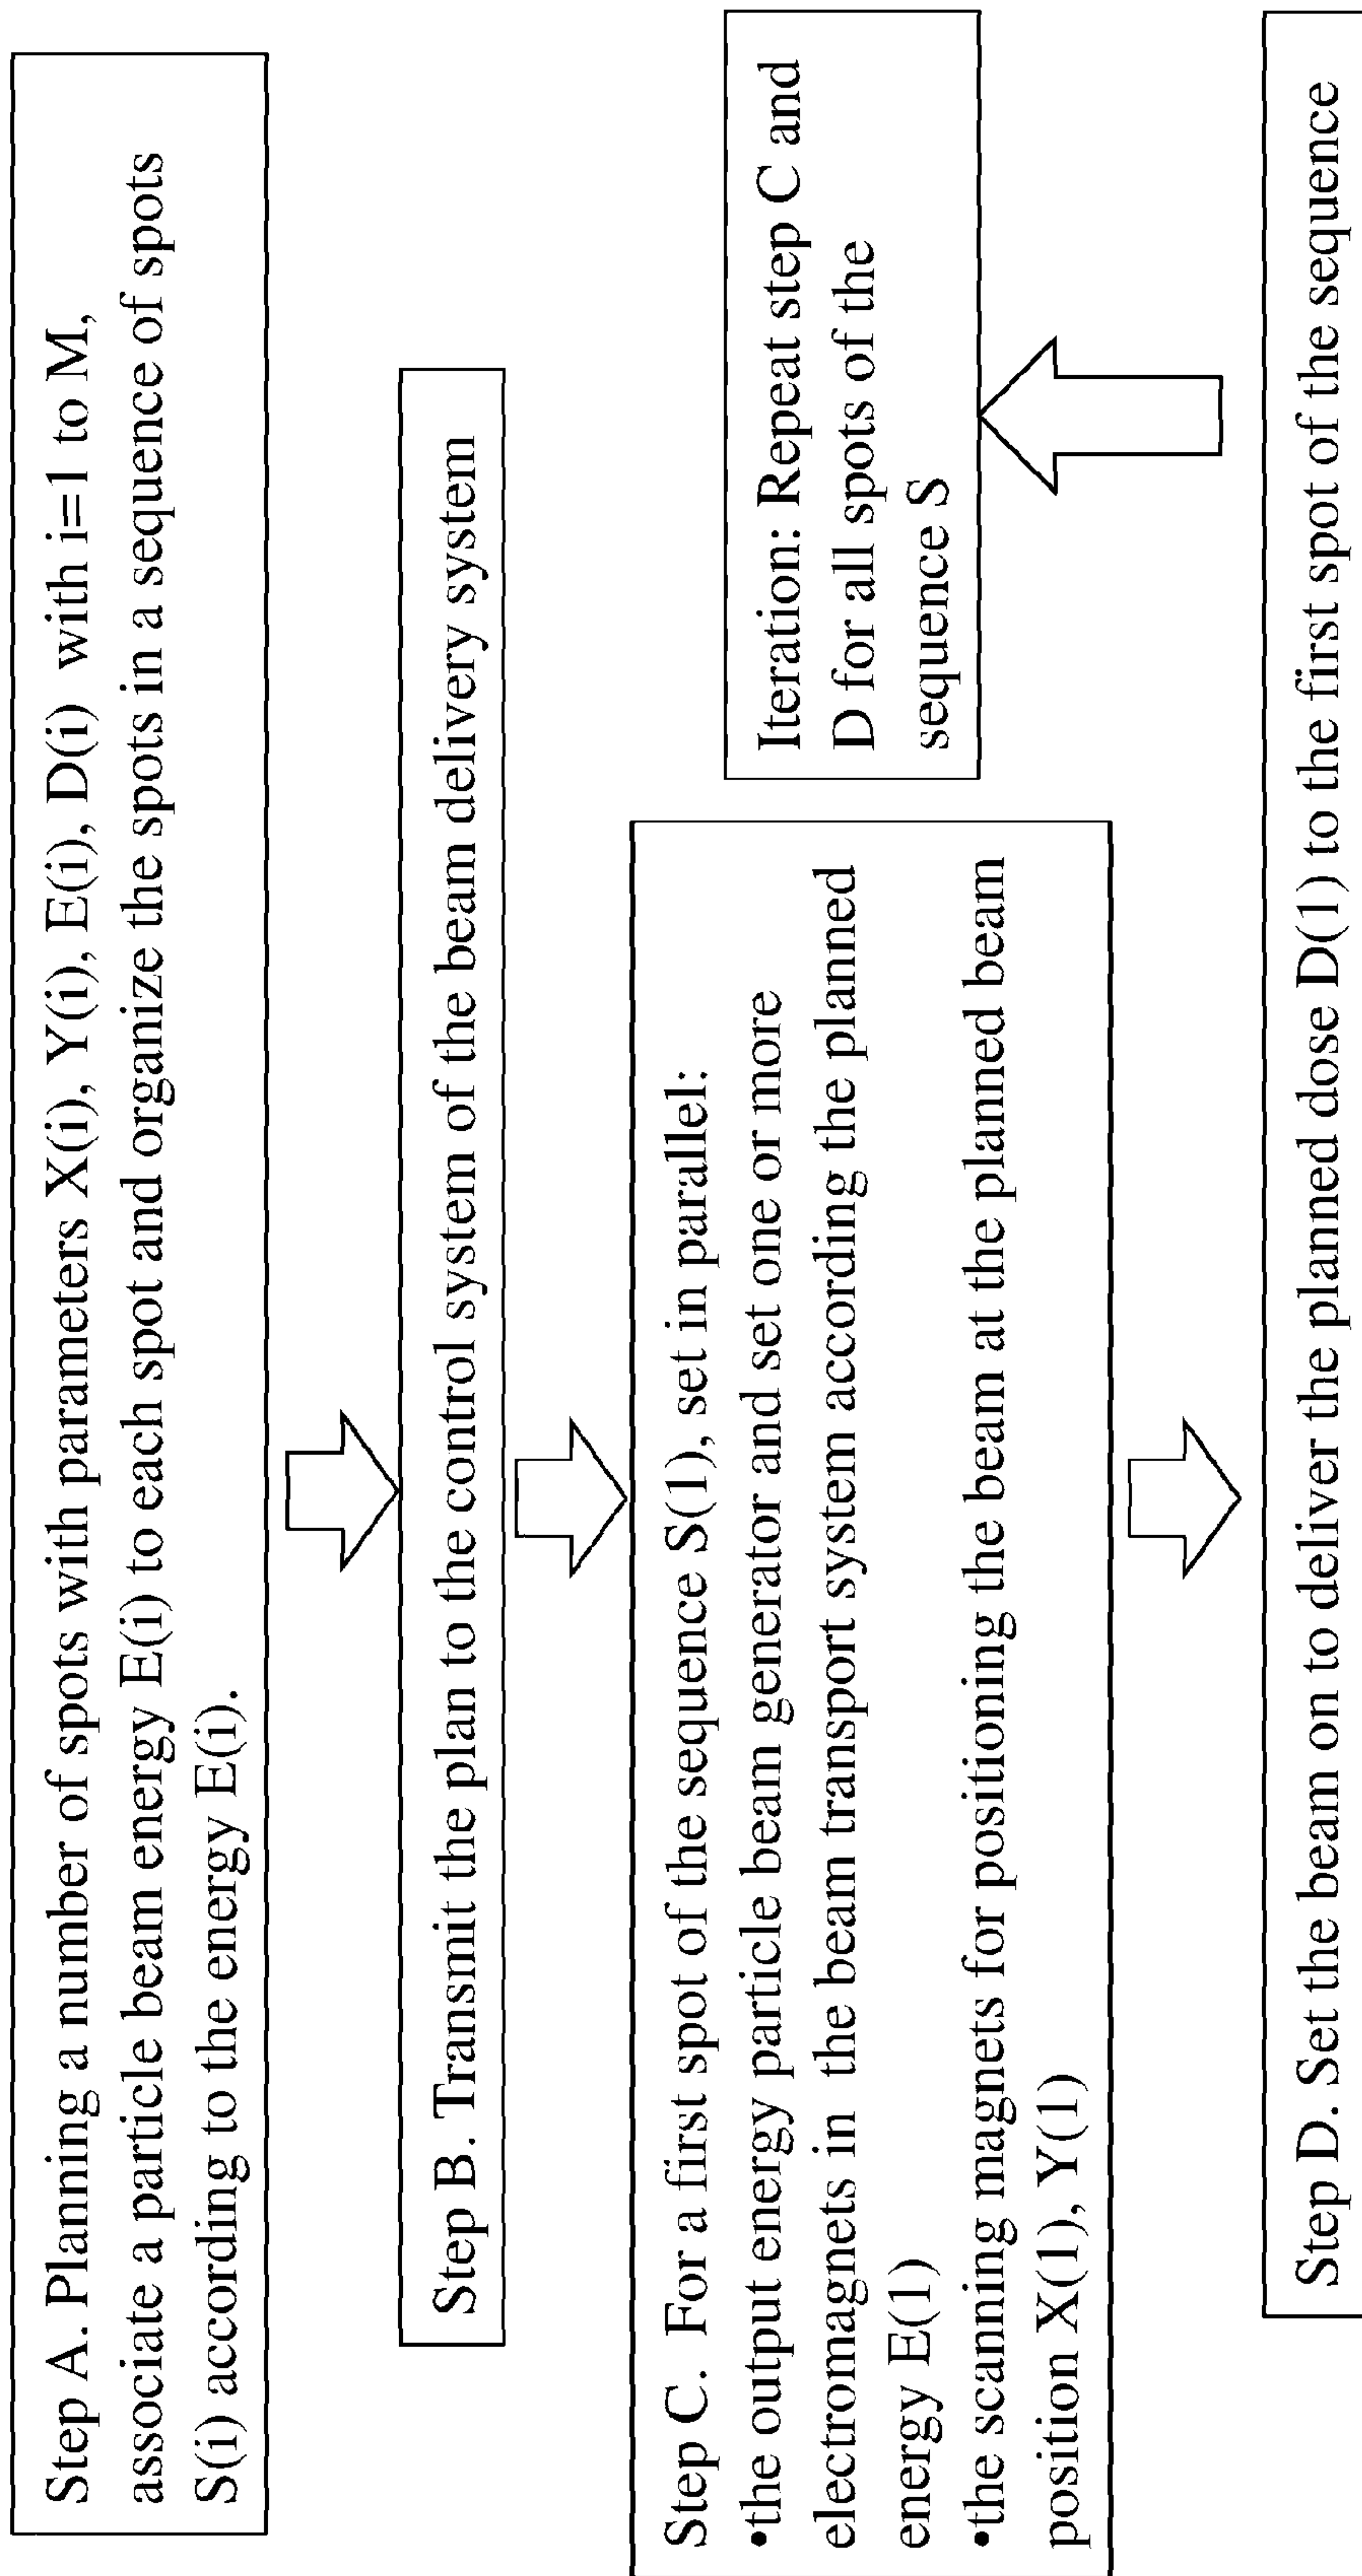 Step A. Planning a number of spots with parameters X(i), Y(i), E(i), D(i) with i=1 to M,
associate a particle beam energy E(i) to each spot and organize the spots in a sequence of spots
S(i) according to the energy E(i).
Step B. Transmit the plan to the control system of the beam delivery system
Step C. For a first spot of the sequence S(1), set in parallel:
•the output energy particle beam generator and set one or more
electromagnets in the beam transport system according the planned
energy E(1)
•the scanning magnets for positioning the beam at the planned beam
position X(1), Y(1)
Iteration: Repeat step C and
D for all spots of the
sequence S
Step D. Set the beam on to deliver the planned dose D(1) to the first spot of the sequence